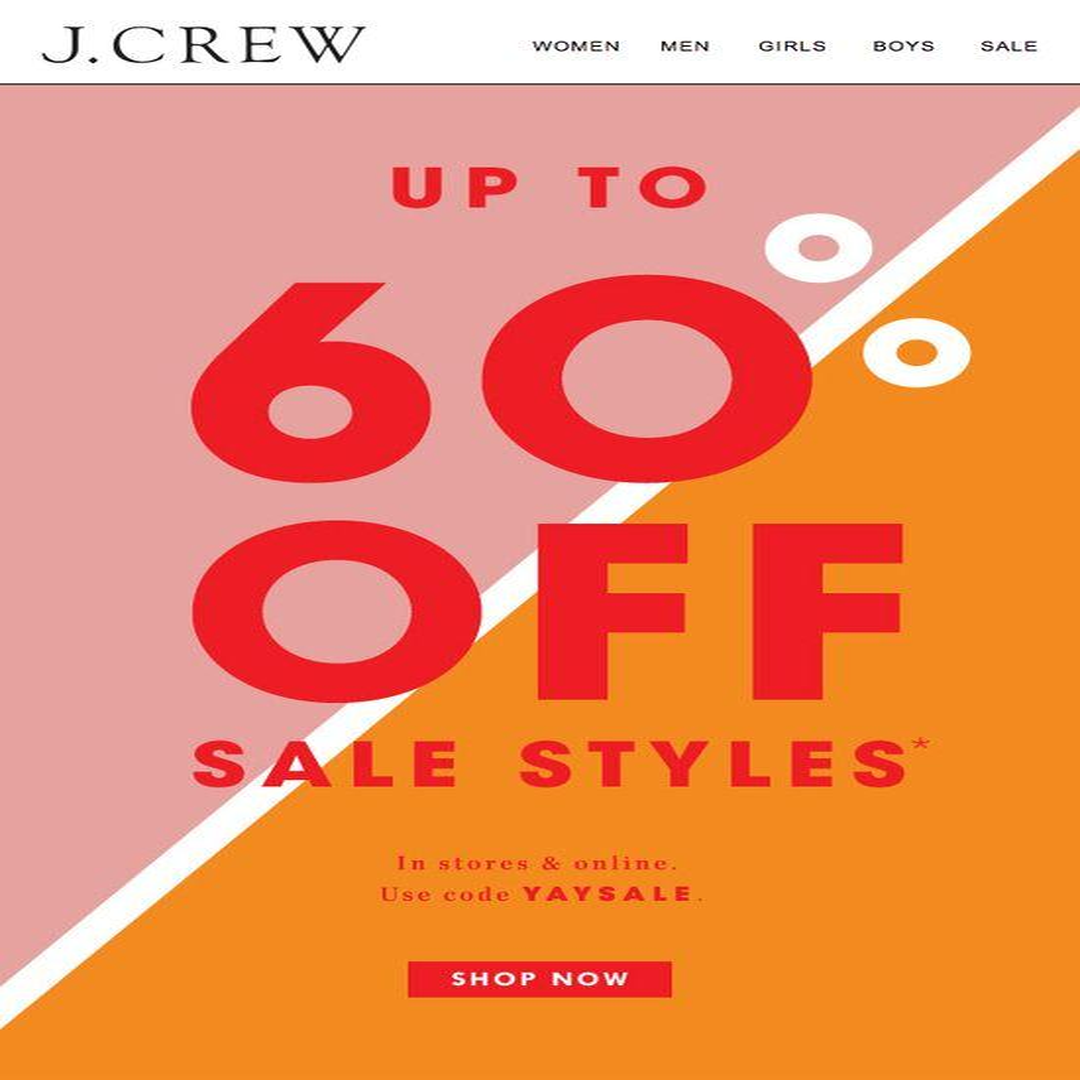 J.CREW WOMEN MEN GIRLS BOYS SALE
UP TO
60%
OFF
SALE STYLES*
In stores & online.
Use code YAYSALE.
SHOP NOW